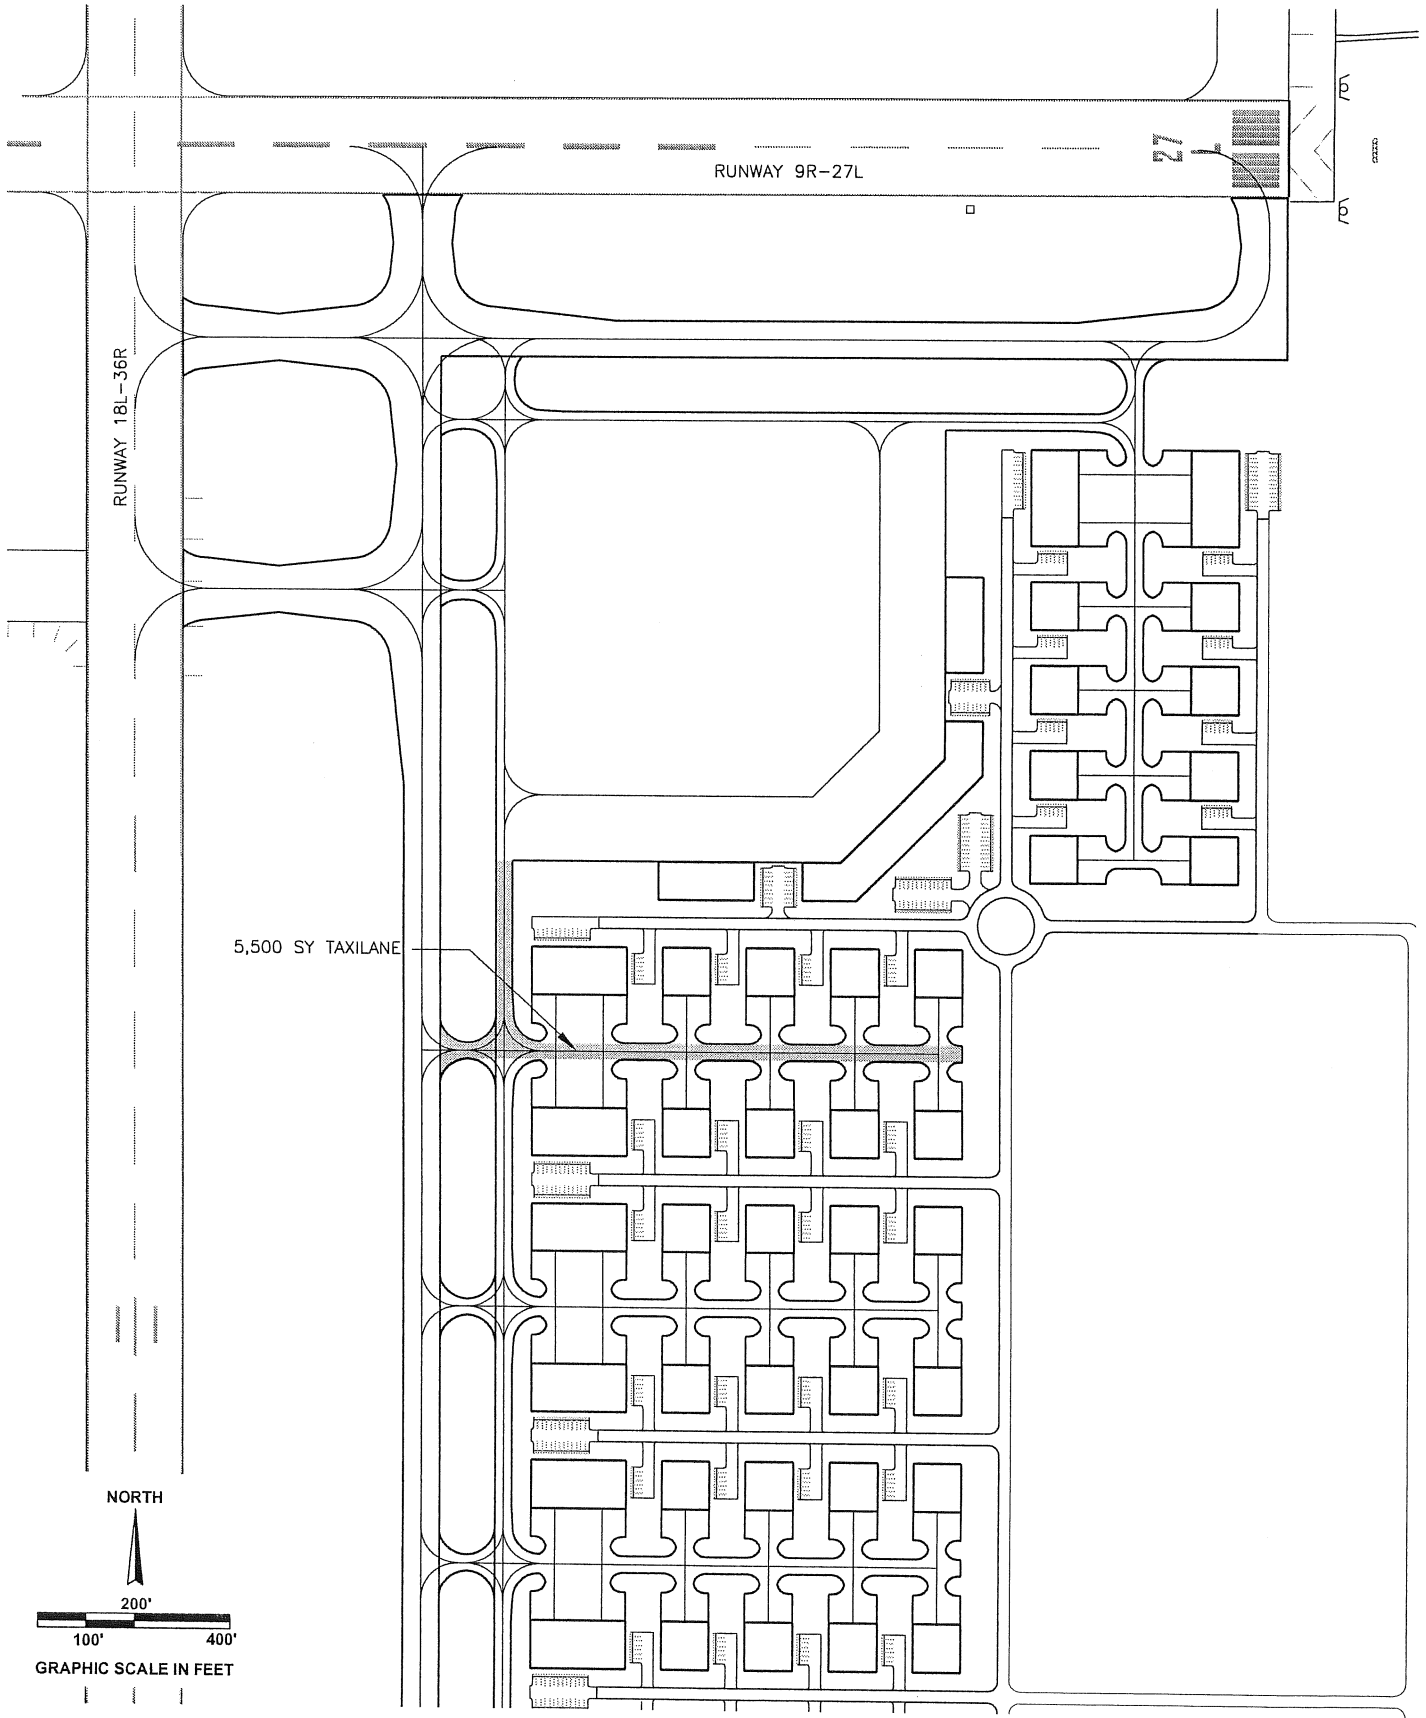 27
RUNWAY 9R-27L
RUNWAY 18L-36R
5,500 SY TAXILANE
NORTH
200'
100'
400'
GRAPHIC SCALE IN FEET